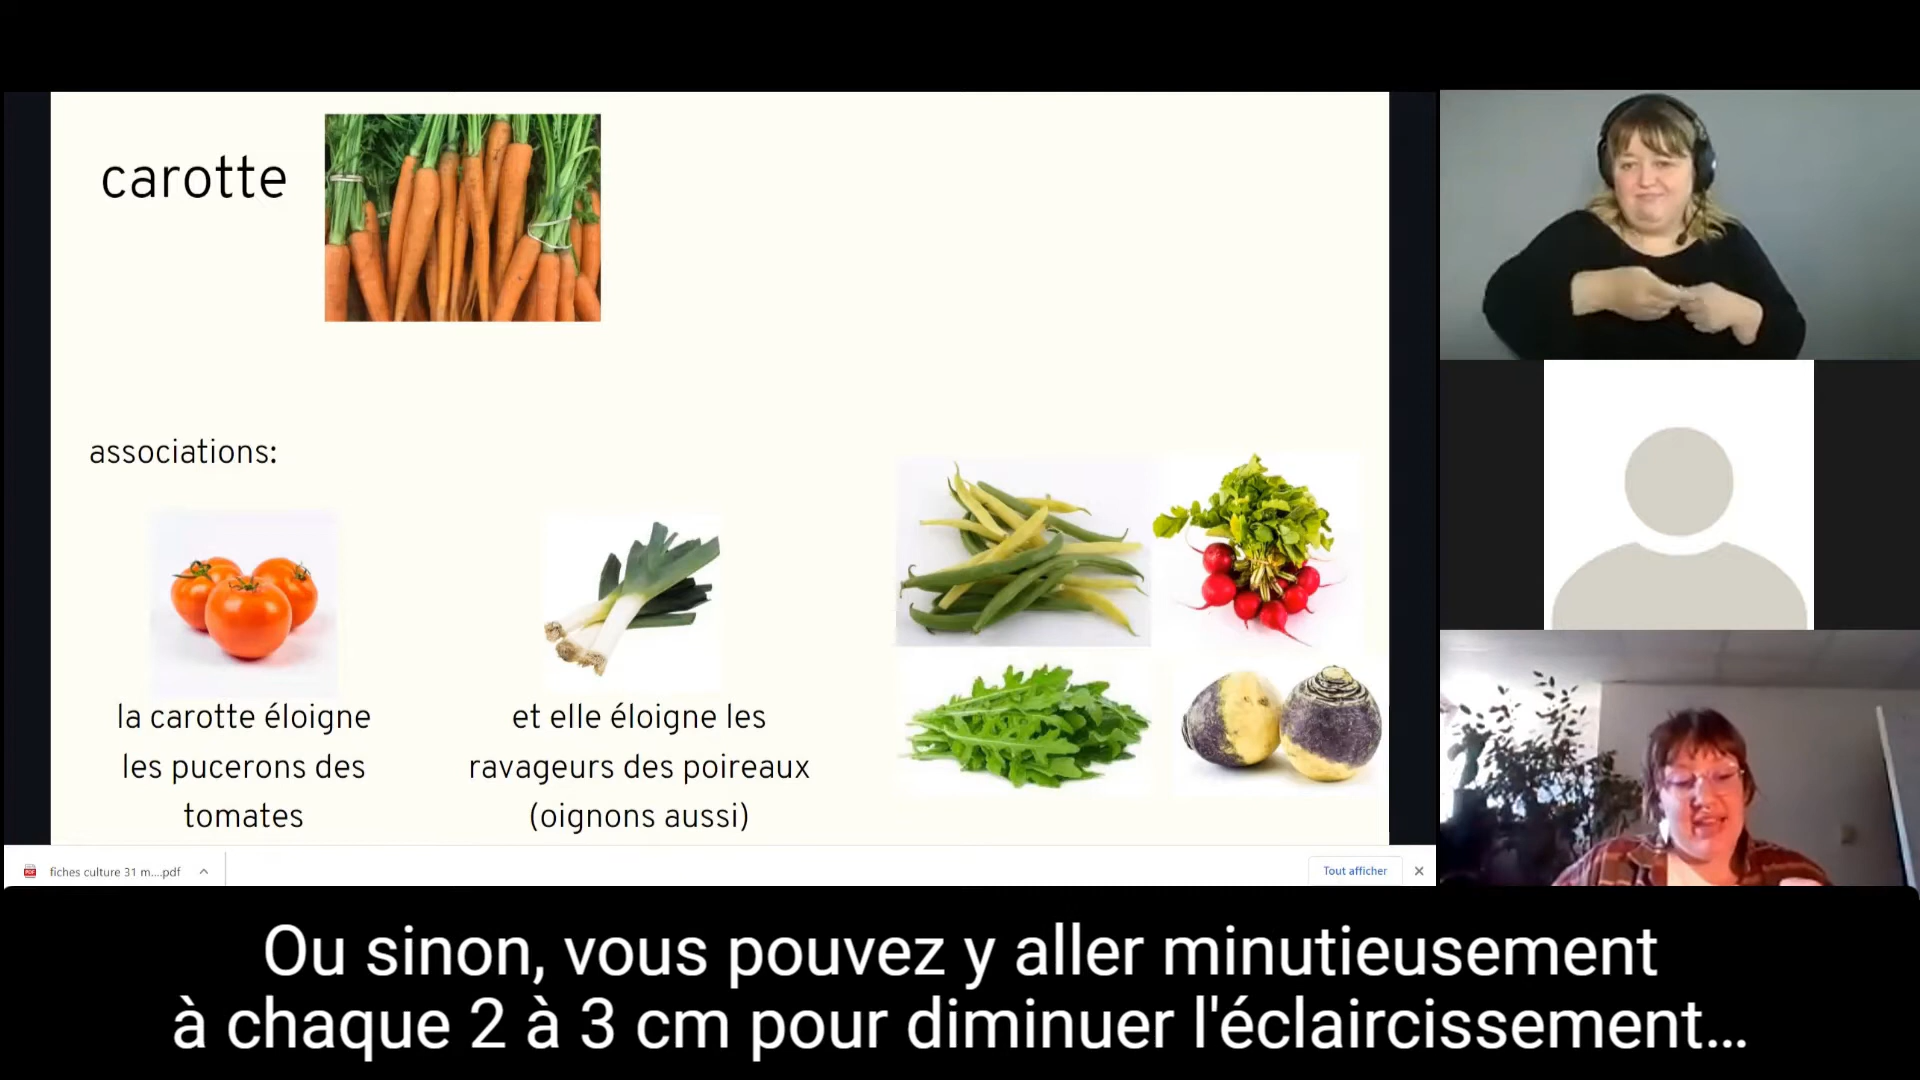 carotte
associations:
la carotte éloigne
les pucerons des
tomates
et elle éloigne les
ravageurs des poireaux
(oignons aussi)
PDF
fiches culture 31 m....pdf
Tout afficher
Ou sinon, vous pouvez y aller minutieusement
à chaque 2 à 3 cm pour diminuer l'éclaircissement...